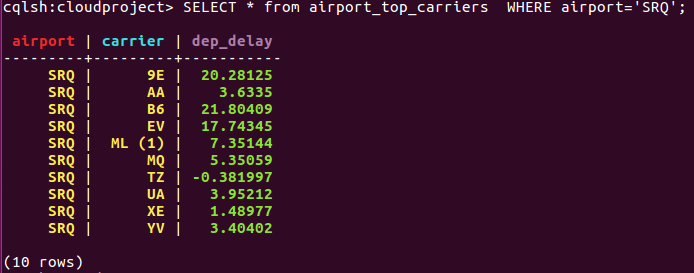 cqlsh:cloudproject> SELECT * from airport_top_carriers  WHERE airport='SRQ';
 airport | carrier | dep_delay
---------+---------+-----------
     SRQ |      9E |  20.28125
     SRQ |      AA |    3.6335
     SRQ |      B6 |  21.80409
     SRQ |      EV |  17.74345
     SRQ |  ML (1) |   7.35144
     SRQ |      MQ |   5.35059
     SRQ |      TZ | -0.381997
     SRQ |      UA |   3.95212
     SRQ |      XE |   1.48977
     SRQ |      YV |   3.40402
(10 rows)